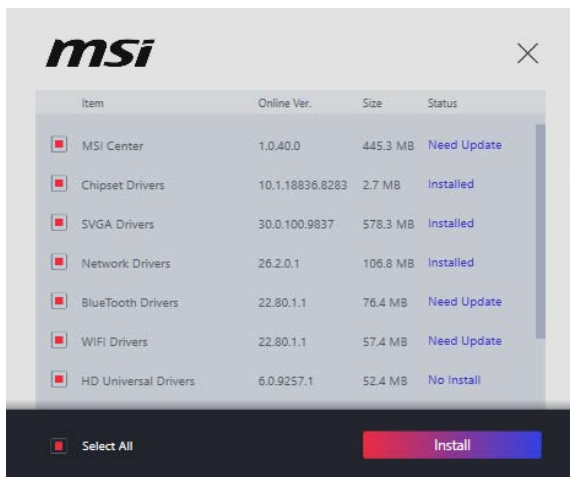 msi
Item Online Ver. Size Status
MSI Center 1.0.40.0 445.3 MB Need Update
Chipset Drivers 10.1.18836.8283 2.7 MB Installed
SVGA Drivers 30.0.100.9837 578.3 MB Installed
Network Drivers 26.2.0.1 106.8 MB Installed
BlueTooth Drivers 22.80.1.1 76.4 MB Need Update
WIFI Drivers 22.80.1.1 57.4 MB Need Update
HD Universal Drivers 6.0.9257.1 52.4 MB No Install
Select All Install